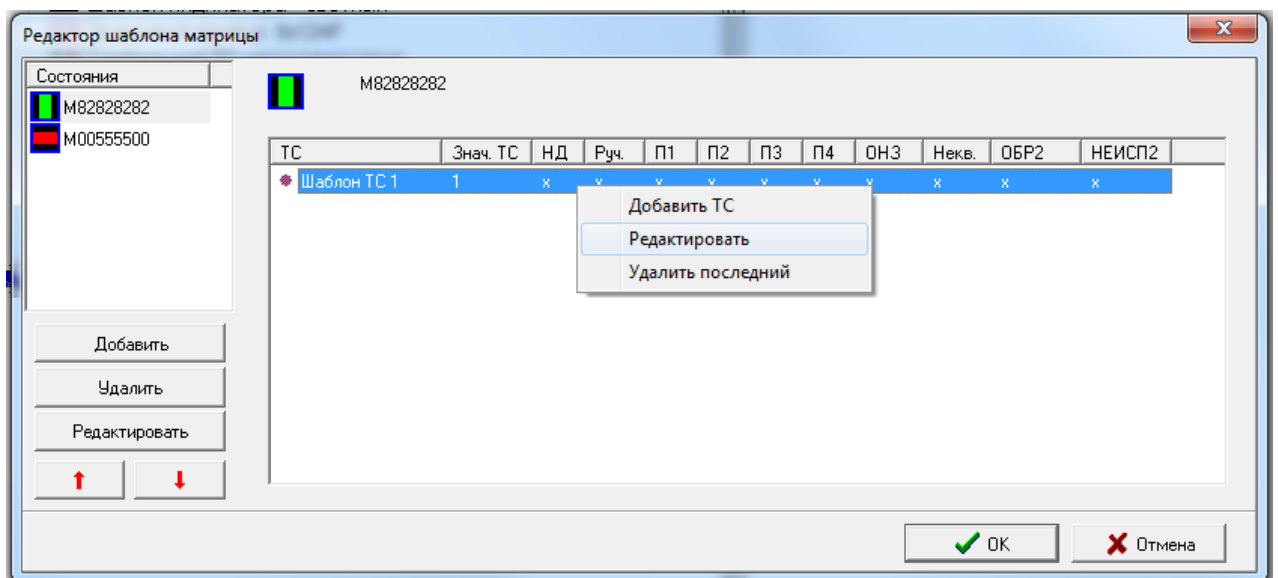 Редактор шаблона матрицы
Состояния
M82828282
M00555500
M82828282
ТС Знач. ТС НД Руч. П1 П2 П3 П4 ОНЗ Некв. ОБР2 НЕИСП2
Шаблон ТС 1 1 x x x x x x x x x x
Добавить ТС
Редактировать
Удалить последний
Добавить
Удалить
Редактировать
OK Отмена